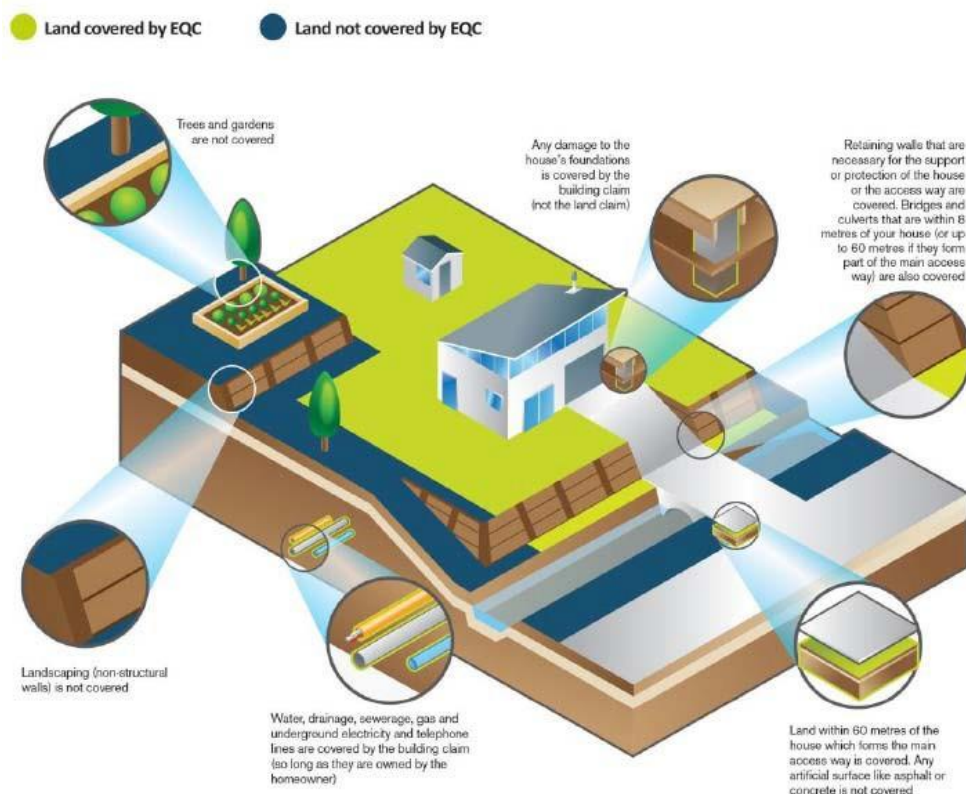 Land covered by EQC
Land not covered by EQC
Trees and gardens
are not covered
Any damage to the
house's foundations
is covered by the
building claim
(not the land claim)
Retaining walls that are
necessary for the support
or protection of the house
or the access way are
covered. Bridges and
culverts that are within 8
metres of your house (or up
to 60 metres if they form
part of the main access
way) are also covered
Landscaping (non-structural
walls) is not covered
Water, drainage, sewerage, gas and
underground electricity and telephone
lines are covered by the building claim
(so long as they are owned by the
homeowner)
Land within 60 metres of the
house which forms the main
access way is covered. Any
artificial surface like asphalt or
concrete is not covered